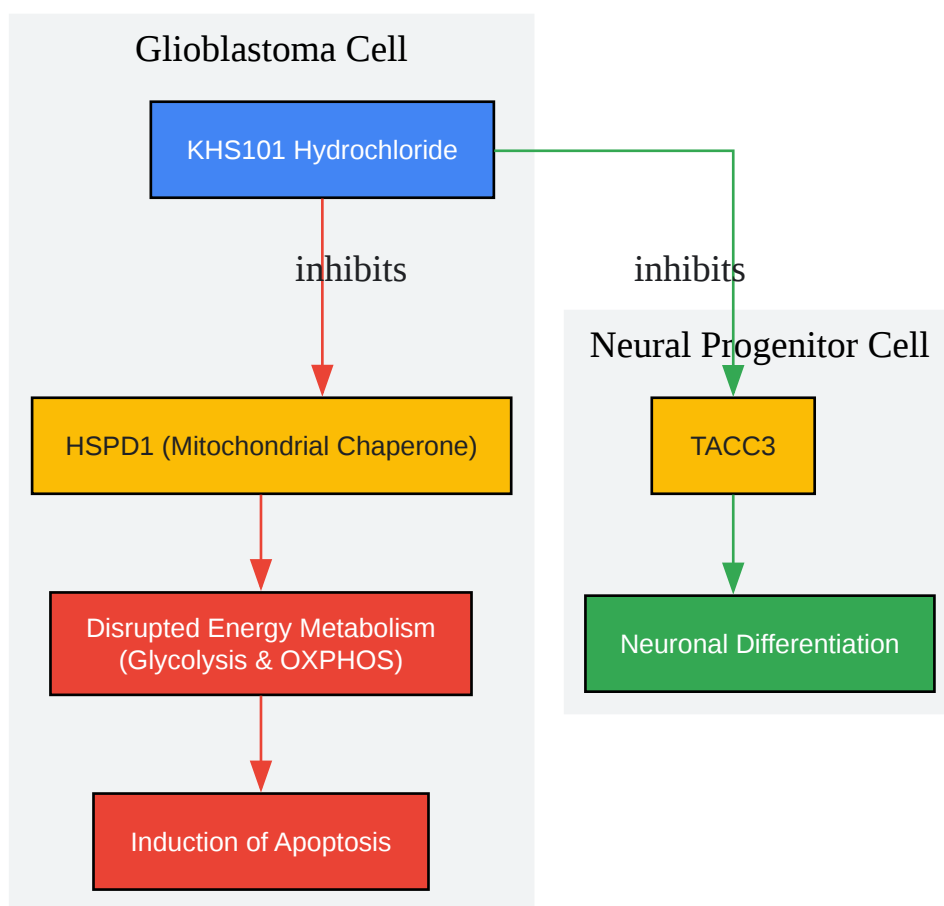 Glioblastoma Cell
KHS101 Hydrochloride
inhibits
inhibits
Neural Progenitor Cell
HSPD1 (Mitochondrial Chaperone)
TACC3
Disrupted Energy Metabolism
(Glycolysis & OXPHOS)
Neuronal Differentiation
Induction of Apoptosis